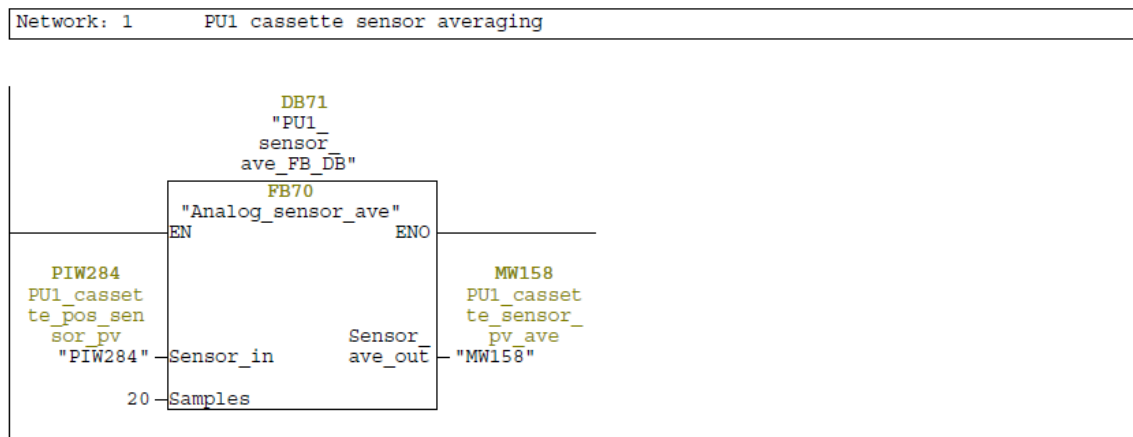 Network: 1 PU1 cassette sensor averaging
DB71
"PU1_
sensor_
ave_FB_DB"
FB70
"Analog_sensor_ave"
EN ENO
PIW284
PU1_casset
te_pos_sen
sor_pv
"PIW284"
Sensor_in
MW158
PU1_casset
te_sensor_
pv_ave
Sensor_
ave_out
"MW158"
20
Samples